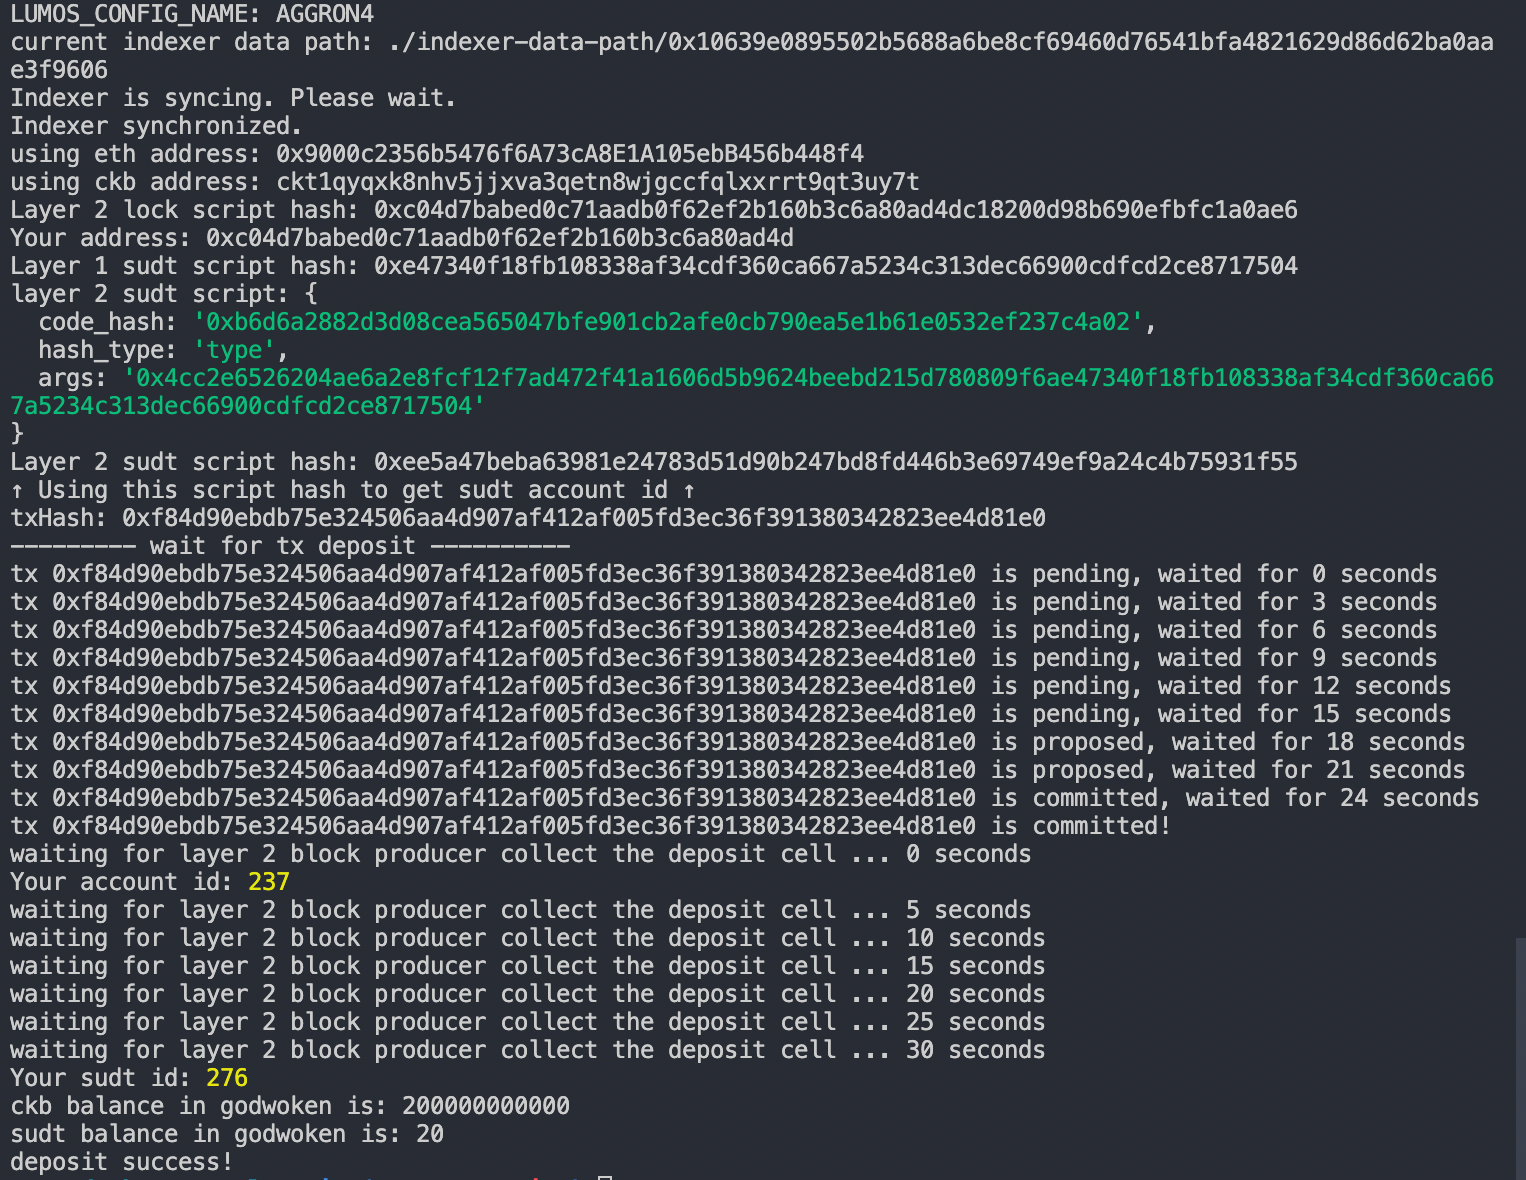 LUMOS_CONFIG_NAME: AGGRON4
current indexer data path: ./indexer-data-path/0x10639e0895502b5688a6be8cf69460d76541bfa4821629d86d62ba0aa
e3f9606
Indexer is syncing. Please wait.
Indexer synchronized.
using eth address: 0x9000c2356b5476f6A73cA8E1A105ebB456b448f4
using ckb address: ckt1qyqxk8nhv5jjxva3qetn8wjgccfqlxxrrt9qt3uy7t
Layer 2 lock script hash: 0xc04d7babed0c71aadb0f62ef2b160b3c6a80ad4dc18200d98b690efbfc1a0ae6
Your address: 0xc04d7babed0c71aadb0f62ef2b160b3c6a80ad4d
Layer 1 sudt script hash: 0xe47340f18fb108338af34cdf360ca667a5234c313dec66900cdfcd2ce8717504
layer 2 sudt script: {
  code_hash: '0xb6d6a2882d3d08cea565047bfe901cb2afe0cb790ea5e1b61e0532ef237c4a02',
  hash_type: 'type',
  args: '0x4cc2e6526204ae6a2e8fcf12f7ad472f41a1606d5b9624beebd215d780809f6ae47340f18fb108338af34cdf360ca66
7a5234c313dec66900cdfcd2ce8717504'
}
Layer 2 sudt script hash: 0xee5a47beba63981e24783d51d90b247bd8fd446b3e69749ef9a24c4b75931f55
↑ Using this script hash to get sudt account id ↑
txHash: 0xf84d90ebdb75e324506aa4d907af412af005fd3ec36f391380342823ee4d81e0
--------- wait for tx deposit ----------
tx 0xf84d90ebdb75e324506aa4d907af412af005fd3ec36f391380342823ee4d81e0 is pending, waited for 0 seconds
tx 0xf84d90ebdb75e324506aa4d907af412af005fd3ec36f391380342823ee4d81e0 is pending, waited for 3 seconds
tx 0xf84d90ebdb75e324506aa4d907af412af005fd3ec36f391380342823ee4d81e0 is pending, waited for 6 seconds
tx 0xf84d90ebdb75e324506aa4d907af412af005fd3ec36f391380342823ee4d81e0 is pending, waited for 9 seconds
tx 0xf84d90ebdb75e324506aa4d907af412af005fd3ec36f391380342823ee4d81e0 is pending, waited for 12 seconds
tx 0xf84d90ebdb75e324506aa4d907af412af005fd3ec36f391380342823ee4d81e0 is pending, waited for 15 seconds
tx 0xf84d90ebdb75e324506aa4d907af412af005fd3ec36f391380342823ee4d81e0 is proposed, waited for 18 seconds
tx 0xf84d90ebdb75e324506aa4d907af412af005fd3ec36f391380342823ee4d81e0 is proposed, waited for 21 seconds
tx 0xf84d90ebdb75e324506aa4d907af412af005fd3ec36f391380342823ee4d81e0 is committed, waited for 24 seconds
tx 0xf84d90ebdb75e324506aa4d907af412af005fd3ec36f391380342823ee4d81e0 is committed!
waiting for layer 2 block producer collect the deposit cell ... 0 seconds
Your account id: 237
waiting for layer 2 block producer collect the deposit cell ... 5 seconds
waiting for layer 2 block producer collect the deposit cell ... 10 seconds
waiting for layer 2 block producer collect the deposit cell ... 15 seconds
waiting for layer 2 block producer collect the deposit cell ... 20 seconds
waiting for layer 2 block producer collect the deposit cell ... 25 seconds
waiting for layer 2 block producer collect the deposit cell ... 30 seconds
Your sudt id: 276
ckb balance in godwoken is: 200000000000
sudt balance in godwoken is: 20
deposit success!